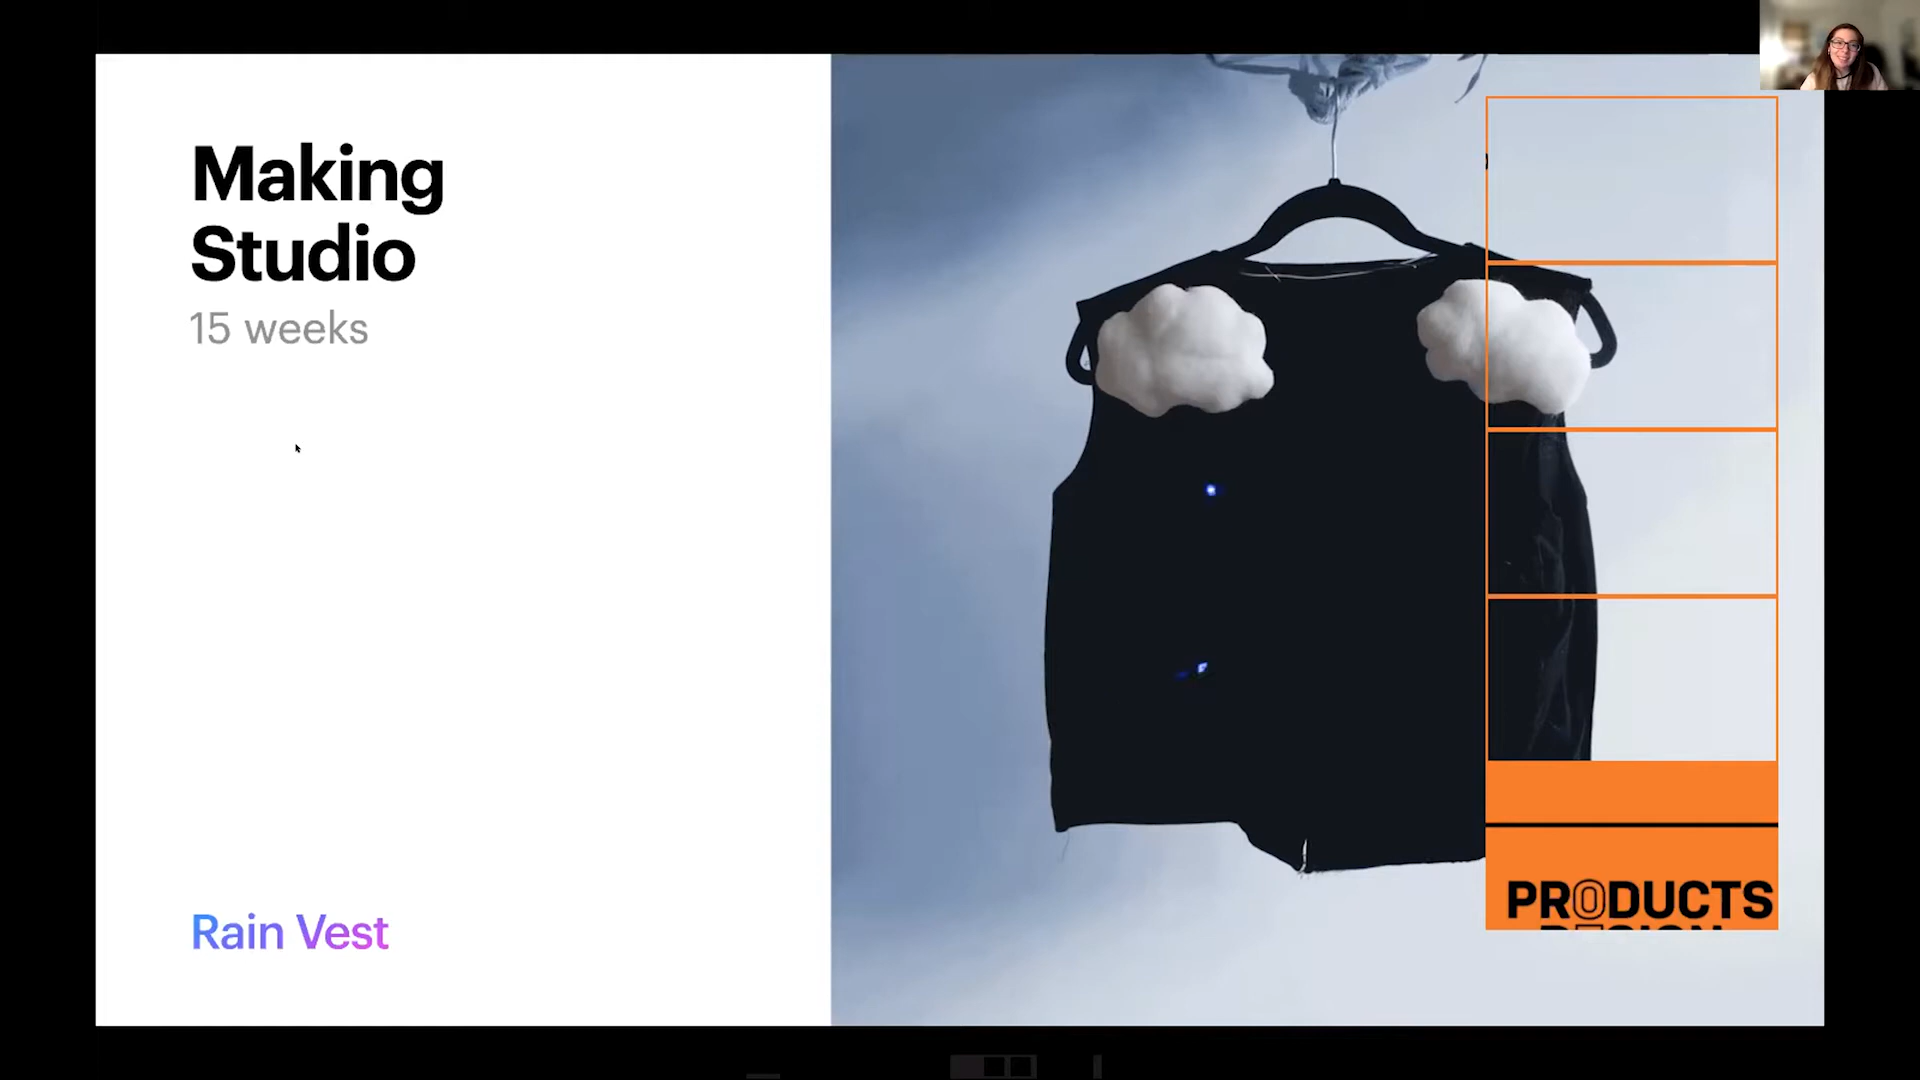 Making
Studio
15 weeks
Rain Vest
PRODUCTS